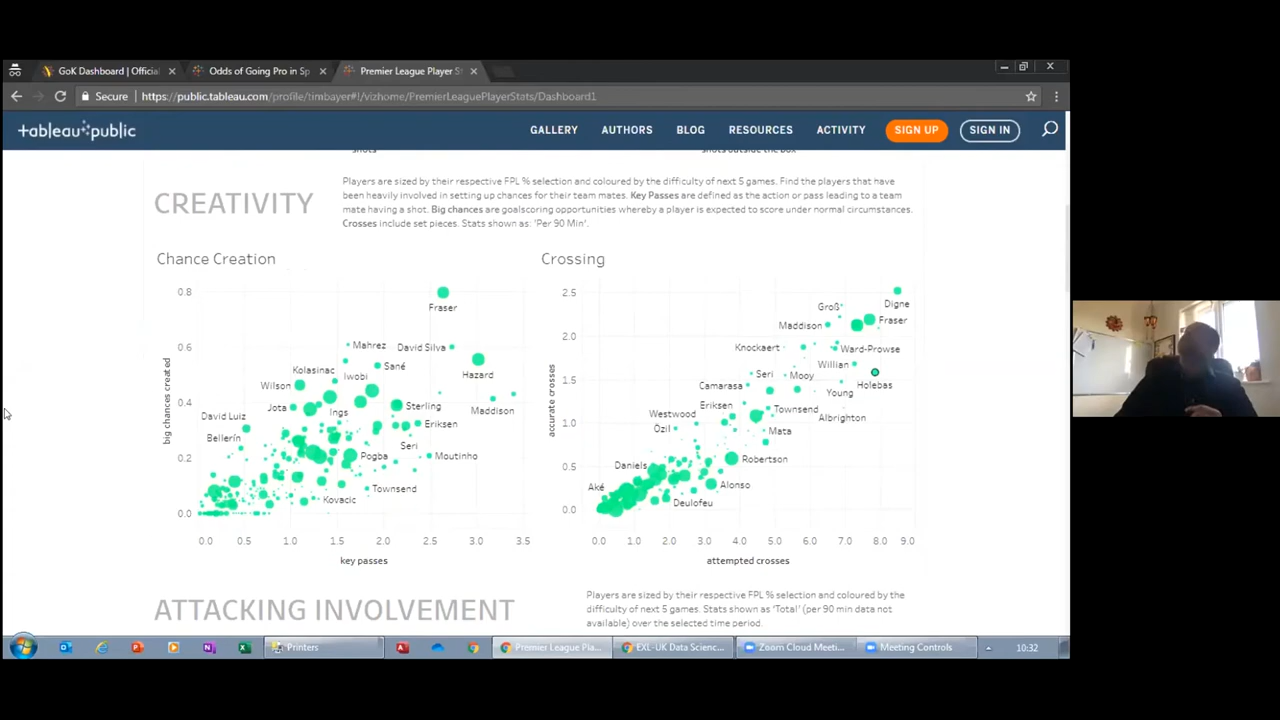 GoK Dashboard | Official
Odds of Going Pro in Sp
Premier League Player S
Secure
https://public.tableau.com/profile/timbayer#!/vizhome/PremierLeaguePlayerStats/Dashboard1
+ableau public
GALLERY
AUTHORS
BLOG
RESOURCES
ACTIVITY
SIGN UP
SIGN IN
shots
shots outside the box
CREATIVITY
Players are sized by their respective FPL % selection and coloured by the difficulty of next 5 games. Find the players that have
been heavily involved in setting up chances for their team mates. Key Passes are defined as the action or pass leading to a team
mate having a shot. Big chances are goalscoring opportunities whereby a player is expected to score under normal circumstances.
Crosses include set pieces. Stats shown as: 'Per 90 Min'.
Chance Creation
big chances created
0.8
0.6
0.4
0.2
0.0
Fraser
Mahrez
David Silva
Kolasinac
Sané
Hazard
Iwobi
Wilson
Jota
Ings
Sterling
Maddison
David Luiz
Eriksen
Bellerín
Seri
Pogba
Moutinho
Townsend
Kovacic
0.0 0.5 1.0 1.5 2.0 2.5 3.0 3.5
key passes
Crossing
accurate crosses
2.5
2.0
1.5
1.0
0.5
0.0
Groß
Digne
Maddison
Fraser
Knockaert
Ward-Prowse
Willian
Seri
Mooy
Holebas
Camarasa
Young
Eriksen
Westwood
Townsend
Albrighton
Özil
Mata
Daniels
Robertson
Aké
Alonso
Deulofeu
0.0 1.0 2.0 3.0 4.0 5.0 6.0 7.0 8.0 9.0
attempted crosses
ATTACKING INVOLVEMENT
Players are sized by their respective FPL % selection and coloured by the
difficulty of next 5 games. Stats shown as 'Total' (per 90 min data not
available) over the selected time period.
Printers
Premier League Pla...
EXL-UK Data Scienc...
Zoom Cloud Meeti...
Meeting Controls
10:32